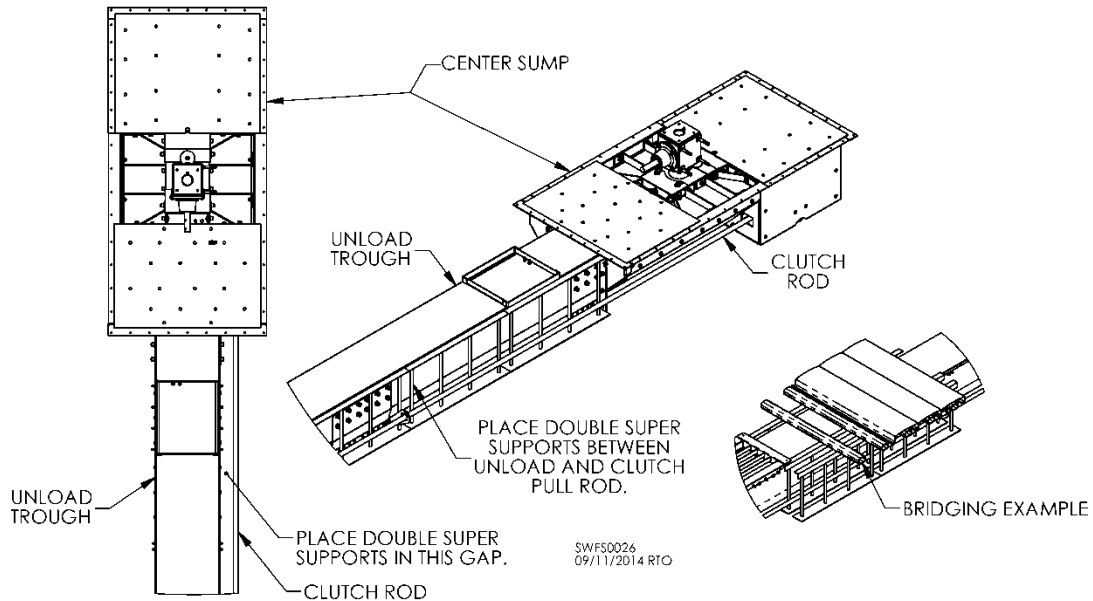 CENTER SUMP
UNLOAD
TROUGH
CLUTCH
ROD
PLACE DOUBLE SUPER
SUPPORTS BETWEEN
UNLOAD AND CLUTCH
PULL ROD.
BRIDGING EXAMPLE
UNLOAD
TROUGH
PLACE DOUBLE SUPER
SUPPORTS IN THIS GAP.
CLUTCH ROD
SWFS0026
09/11/2014 RTO